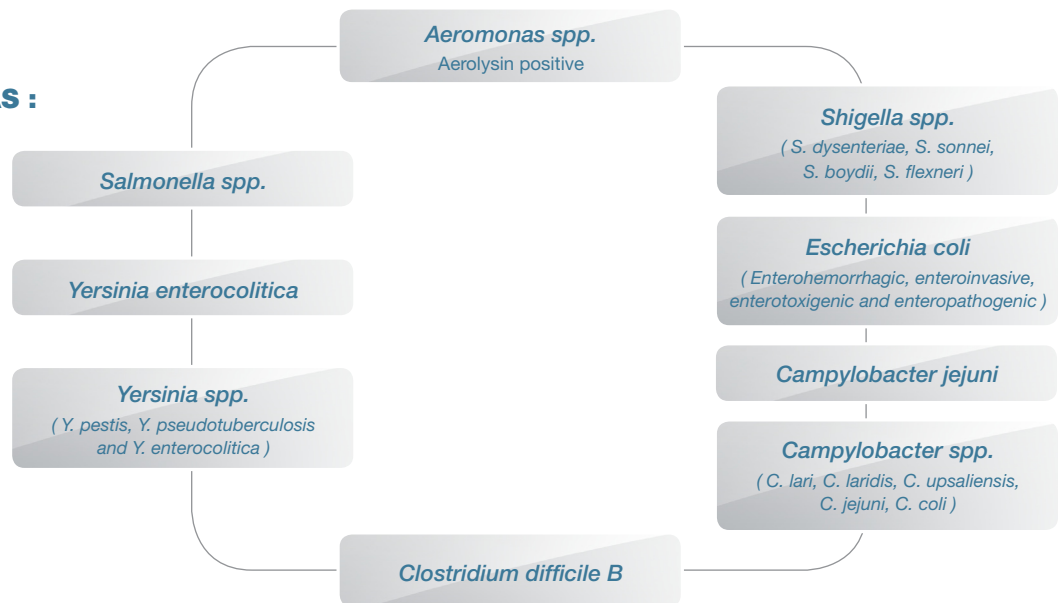 Aeromonas spp.
Aerolysin positive
AS :
Salmonella spp.
Yersinia enterocolitica
Yersinia spp.
( Y. pestis, Y. pseudotuberculosis
and Y. enterocolitica )
Shigella spp.
( S. dysenteriae, S. sonnei,
S. boydii, S. flexneri )
Escherichia coli
( Enterohemorrhagic, enteroinvasive,
enterotoxigenic and enteropathogenic )
Campylobacter jejuni
Campylobacter spp.
( C. lari, C. laridis, C. upsaliensis,
C. jejuni, C. coli )
Clostridium difficile B